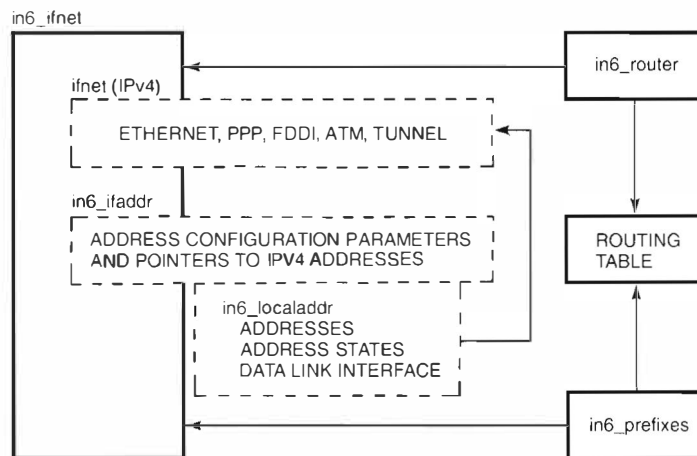 in6_ifnet
in6_router
ifnet (IPv4)
ETHERNET, PPP, FDDI, ATM, TUNNEL
in6_ifaddr
ADDRESS CONFIGURATION PARAMETERS
AND POINTERS TO IPV4 ADDRESSES
ROUTING
TABLE
in6_localaddr
ADDRESSES
ADDRESS STATES
DATA LINK INTERFACE
in6_prefixes